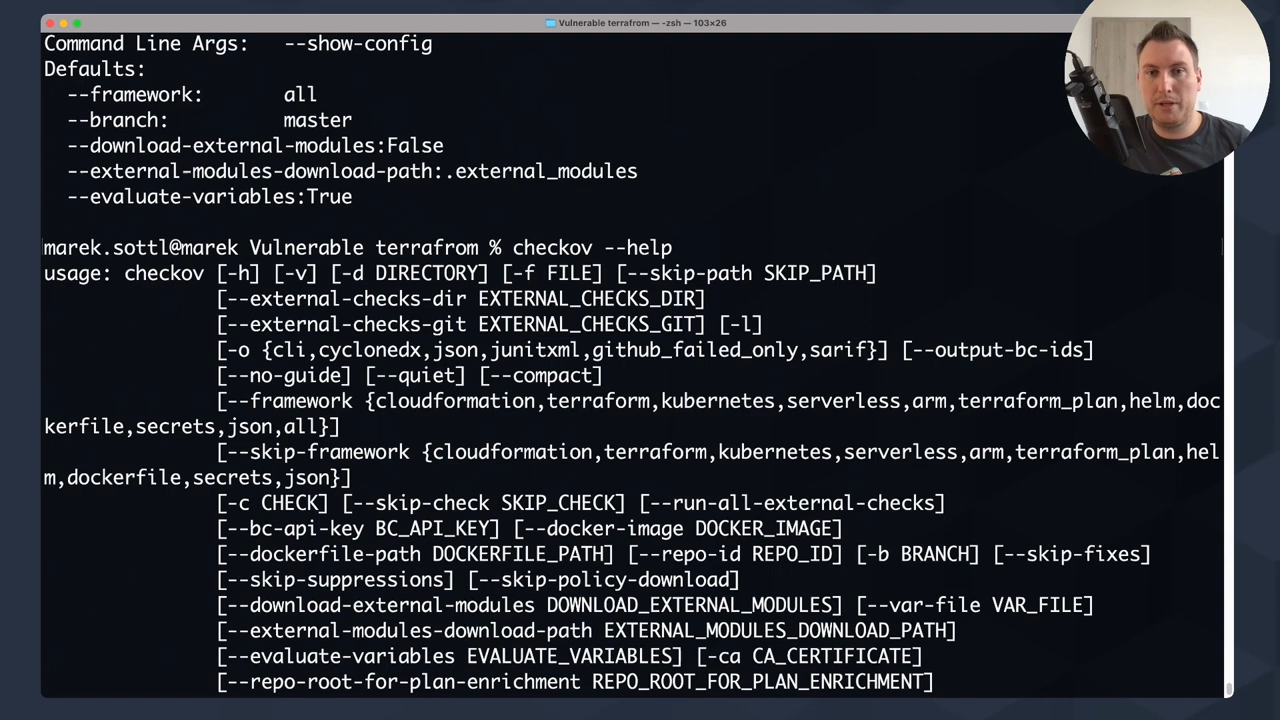 Vulnerable terrafrom — -zsh — 103×26
Command Line Args:   --show-config
Defaults:
  --framework:       all
  --branch:          master
  --download-external-modules:False
  --external-modules-download-path:.external_modules
  --evaluate-variables:True
marek.sottl@marek Vulnerable terrafrom % checkov --help
usage: checkov [-h] [-v] [-d DIRECTORY] [-f FILE] [--skip-path SKIP_PATH]
               [--external-checks-dir EXTERNAL_CHECKS_DIR]
               [--external-checks-git EXTERNAL_CHECKS_GIT] [-l]
               [-o {cli,cyclonedx,json,junitxml,github_failed_only,sarif}] [--output-bc-ids]
               [--no-guide] [--quiet] [--compact]
               [--framework {cloudformation,terraform,kubernetes,serverless,arm,terraform_plan,helm,doc
kerfile,secrets,json,all}]
               [--skip-framework {cloudformation,terraform,kubernetes,serverless,arm,terraform_plan,hel
m,dockerfile,secrets,json}]
               [-c CHECK] [--skip-check SKIP_CHECK] [--run-all-external-checks]
               [--bc-api-key BC_API_KEY] [--docker-image DOCKER_IMAGE]
               [--dockerfile-path DOCKERFILE_PATH] [--repo-id REPO_ID] [-b BRANCH] [--skip-fixes]
               [--skip-suppressions] [--skip-policy-download]
               [--download-external-modules DOWNLOAD_EXTERNAL_MODULES] [--var-file VAR_FILE]
               [--external-modules-download-path EXTERNAL_MODULES_DOWNLOAD_PATH]
               [--evaluate-variables EVALUATE_VARIABLES] [-ca CA_CERTIFICATE]
               [--repo-root-for-plan-enrichment REPO_ROOT_FOR_PLAN_ENRICHMENT]